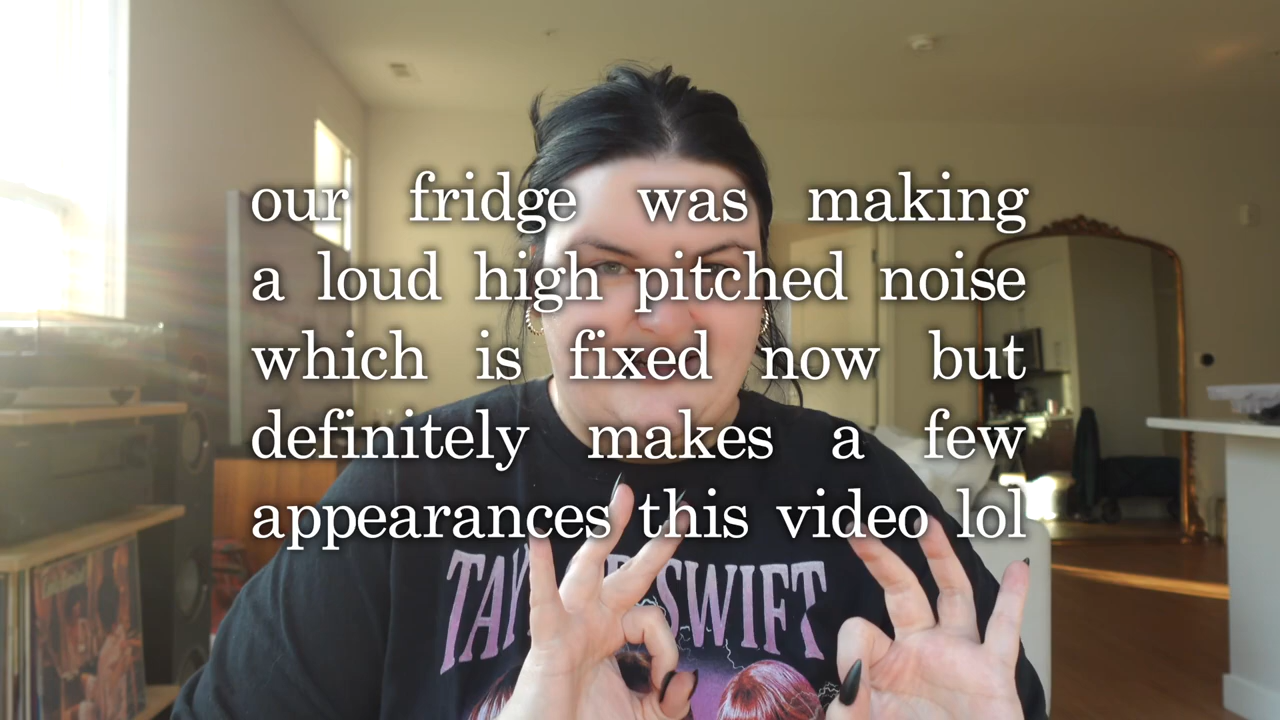 our fridge was making
a loud high pitched noise
which is fixed now but
definitely makes a few
appearances this video lol
TAYLOR SWIFT